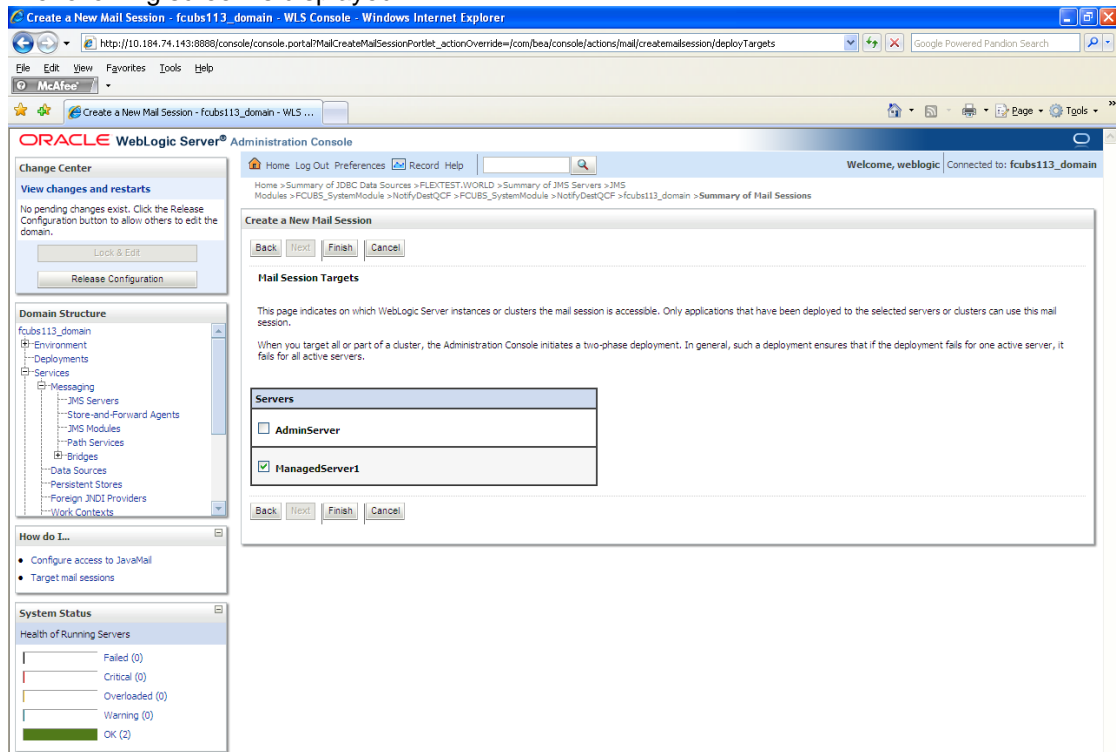 Create a New Mail Session - fcubs113_domain - WLS Console - Windows Internet Explorer
http://10.184.74.143:8888/console/console.portal?MailCreateMailSessionPortlet_actionOverride=/com/bea/console/actions/mail/createmailsession/deployTargets
Google Powered Pandion Search
File Edit View Favorites Tools Help
McAfee
Create a New Mail Session - fcubs113_domain - WLS ...
Page Tools »
ORACLE WebLogic Server® Administration Console
Change Center
View changes and restarts
No pending changes exist. Click the Release
Configuration button to allow others to edit the
domain.
Lock & Edit
Release Configuration
Domain Structure
fcubs113_domain
Environment
Deployments
Services
Messaging
JMS Servers
Store-and-Forward Agents
JMS Modules
Path Services
Bridges
Data Sources
Persistent Stores
Foreign JNDI Providers
Work Contexts
How do I...
Configure access to JavaMail
Target mail sessions
System Status
Health of Running Servers
Failed (0)
Critical (0)
Overloaded (0)
Warning (0)
OK (2)
Home Log Out Preferences Record Help
Welcome, weblogic Connected to: fcubs113_domain
Home >Summary of JDBC Data Sources >FLEXTEST.WORLD >Summary of JMS Servers >JMS
Modules >FCUBS_SystemModule >NotifyDestQCF >FCUBS_SystemModule >NotifyDestQCF >fcubs113_domain >Summary of Mail Sessions
Create a New Mail Session
Back Next Finish Cancel
Mail Session Targets
This page indicates on which WebLogic Server instances or clusters the mail session is accessible. Only applications that have been deployed to the selected servers or clusters can use this mail
session.
When you target all or part of a cluster, the Administration Console initiates a two-phase deployment. In general, such a deployment ensures that if the deployment fails for one active server, it
fails for all active servers.
Servers
AdminServer
ManagedServer1
Back Next Finish Cancel